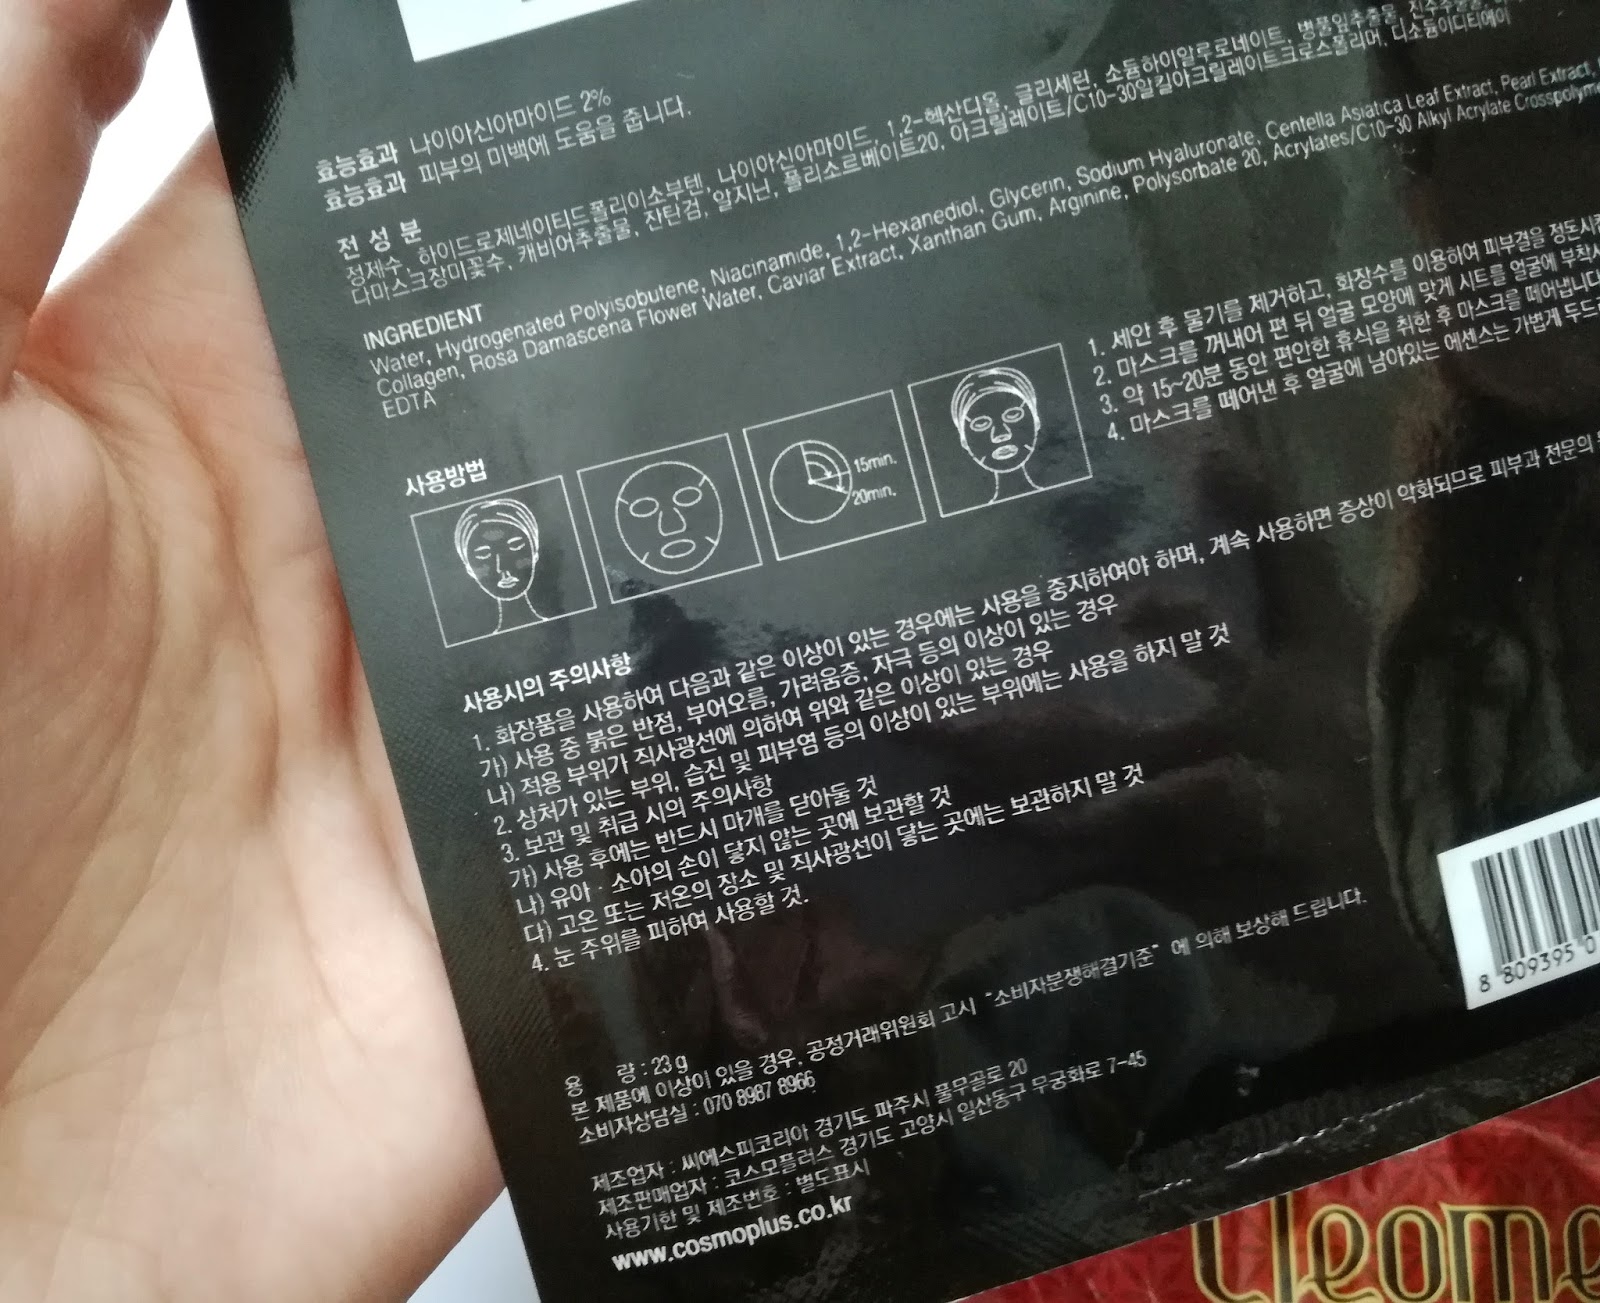 효능효과 나이아신아마이드 2%
효능효과 피부의 미백에 도움을 줍니다.
전 성 분
정제수, 하이드로제네이티드폴리이소부텐, 나이아신아마이드, 1,2-헥산디올, 글리세린, 소듐하이알루로네이트, 병풀잎추출물, 진주추출물,
다마스크장미꽃수, 캐비어추출물, 잔탄검, 알지닌, 폴리소르베이트20, 아크릴레이트/C10-30알킬아크릴레이트크로스폴리머, 디소듐이디티에이
INGREDIENT
Water, Hydrogenated Polyisobutene, Niacinamide, 1,2-Hexanediol, Glycerin, Sodium Hyaluronate, Centella Asiatica Leaf Extract, Pearl Extract,
Collagen, Rosa Damascena Flower Water, Caviar Extract, Xanthan Gum, Arginine, Polysorbate 20, Acrylates/C10-30 Alkyl Acrylate Crosspolyme
EDTA
사용방법
15min.
20min.
1. 세안 후 물기를 제거하고, 화장수를 이용하여 피부결을 정돈시
2. 마스크를 꺼내어 편 뒤 얼굴 모양에 맞게 시트를 얼굴에 부착
3. 약 15~20분 동안 편안한 휴식을 취한 후 마스크를 떼어냅니다
4. 마스크를 떼어낸 후 얼굴에 남아있는 에센스는 가볍게 두드
사용시의 주의사항
1. 화장품을 사용하여 다음과 같은 이상이 있는 경우에는 사용을 중지하여야 하며, 계속 사용하면 증상이 악화되므로 피부과 전문의
가) 사용 중 붉은 반점, 부어오름, 가려움증, 자극 등의 이상이 있는 경우
나) 적용 부위가 직사광선에 의하여 위와 같은 이상이 있는 경우
2. 상처가 있는 부위, 습진 및 피부염 등의 이상이 있는 부위에는 사용을 하지 말 것
3. 보관 및 취급 시의 주의사항
가) 사용 후에는 반드시 마개를 닫아둘 것
나) 유아 · 소아의 손이 닿지 않는 곳에 보관할 것
다) 고온 또는 저온의 장소 및 직사광선이 닿는 곳에는 보관하지 말 것
4. 눈 주위를 피하여 사용할 것.
8 809395 0
용 량 : 23 g
본 제품에 이상이 있을 경우, 공정거래위원회 고시 "소비자분쟁해결기준" 에 의해 보상해 드립니다.
소비자상담실 : 070 8987 8966
제조업자 : 씨에스피코리아 경기도 파주시 풀무골로 20
제조판매업자 : 코스모플러스 경기도 고양시 일산동구 무궁화로 7-45
사용기한 및 제조번호 : 별도표시
www.cosmoplus.co.kr
Yeome